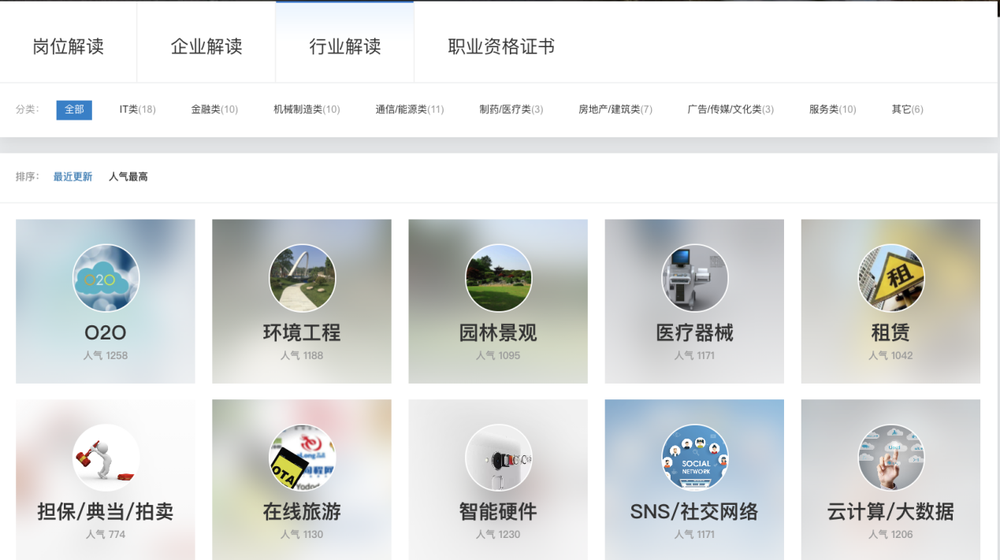 岗位解读 企业解读 行业解读 职业资格证书
分类: 全部 IT类(18) 金融类(10) 机械制造类(10) 通信/能源类(11) 制药/医疗类(3) 房地产/建筑类(7) 广告/传媒/文化类(3) 服务类(10) 其它(6)
排序: 最近更新 人气最高
O2O 租
O2O 环境工程 园林景观 医疗器械 租赁
人气 1258 人气 1188 人气 1095 人气 1171 人气 1042
OTA SOCIAL
NETWORK
担保/典当/拍卖 在线旅游 智能硬件 SNS/社交网络 云计算/大数据
人气 774 人气 1130 人气 1230 人气 1171 人气 1206